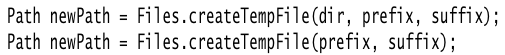 Path newPath = Files.createTempFile(dir, prefix, suffix);
Path newPath = Files.createTempFile(prefix, suffix);